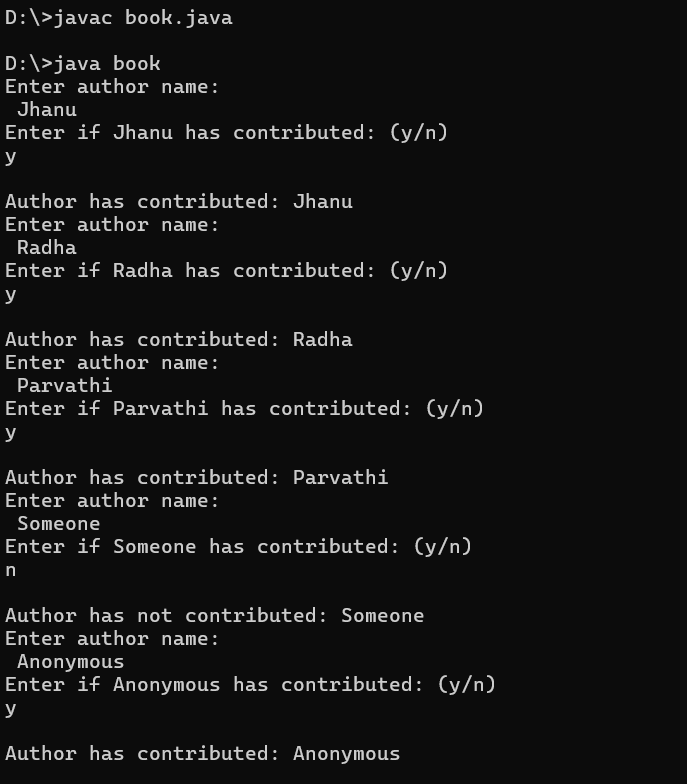 D:\>javac book.java

D:\>java book
Enter author name:
 Jhanu
Enter if Jhanu has contributed: (y/n)
y

Author has contributed: Jhanu
Enter author name:
 Radha
Enter if Radha has contributed: (y/n)
y

Author has contributed: Radha
Enter author name:
 Parvathi
Enter if Parvathi has contributed: (y/n)
y

Author has contributed: Parvathi
Enter author name:
 Someone
Enter if Someone has contributed: (y/n)
n

Author has not contributed: Someone
Enter author name:
 Anonymous
Enter if Anonymous has contributed: (y/n)
y

Author has contributed: Anonymous